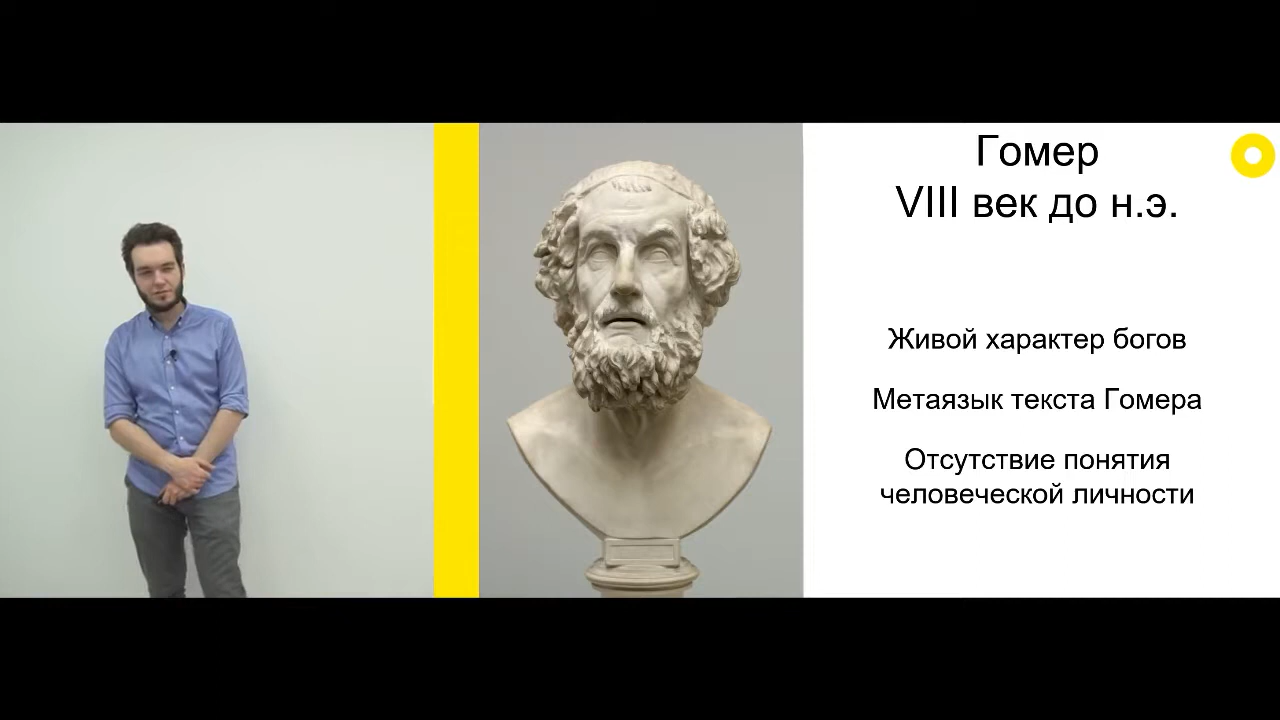 Гомер
VIII век до н.э.
Живой характер богов
Метаязык текста Гомера
Отсутствие понятия
человеческой личности